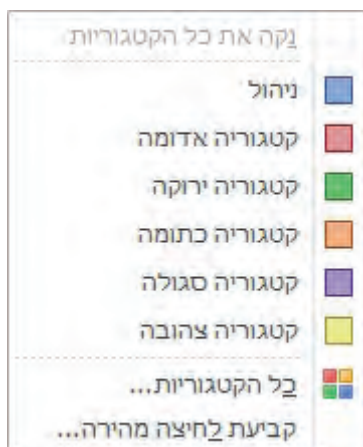 נקה את כל הקטגוריות
ניהול
קטגוריה אדומה
קטגוריה ירוקה
קטגוריה כתומה
קטגוריה סגולה
קטגוריה צהובה
כל הקטגוריות...
קביעת לחיצה מהירה...